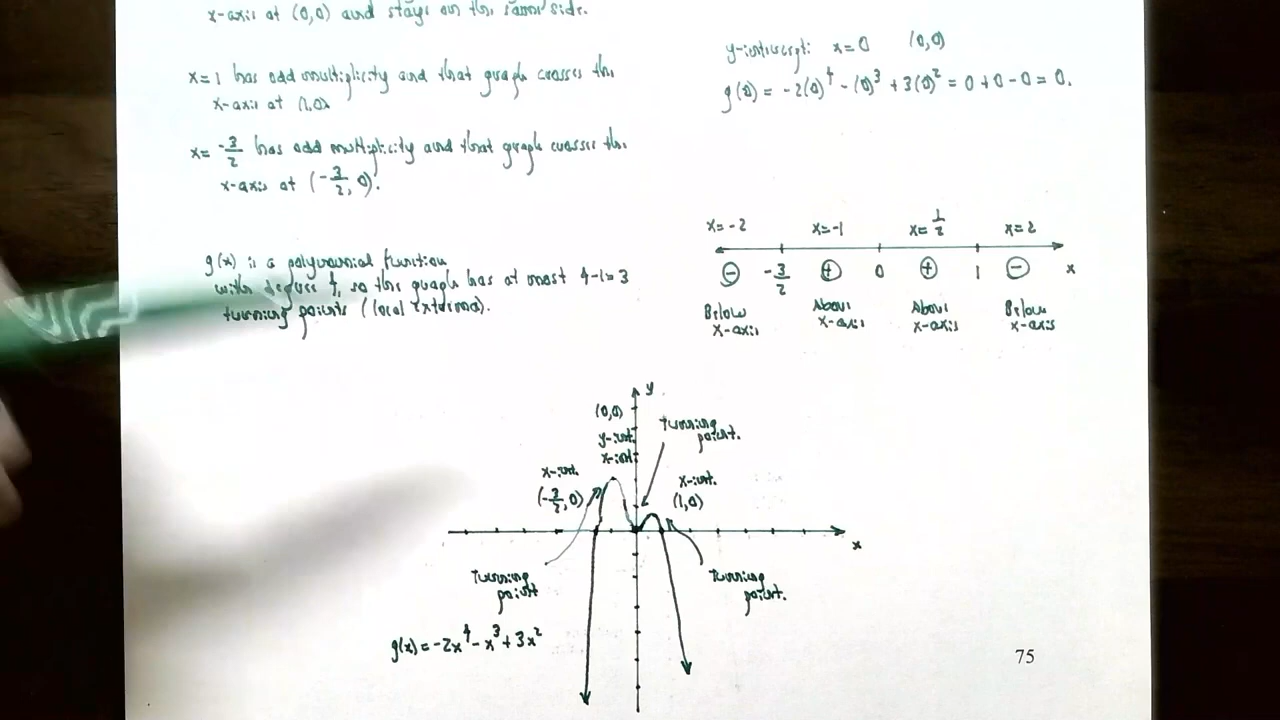 x-axis at (0,0) and stays on the same side.
x=1 has odd multiplicity and that graph crosses the
x-axis at (1,0)
x= -3/2 has odd multiplicity and that graph crosses the
x-axis at (-3/2, 0).
g(x) is a polynomial function
with degree 4, so the graph has at most 4-1=3
turning points (local extrema).
y-intercept: x=0 (0,0)
g(0) = -2(0)^4 - (0)^3 + 3(0)^2 = 0+0-0 = 0.
x=-2 x=-1 x=1/2 x=2
- -3/2 + 0 + 1 - x
Below Above Above Below
x-axis x-axis x-axis x-axis
y
(0,0)
y-int.
x-int.
Turning
point.
x-int.
(-3/2, 0)
x-int.
(1,0)
x
Turning
point
Turning
point.
g(x) = -2x^4 - x^3 + 3x^2
75